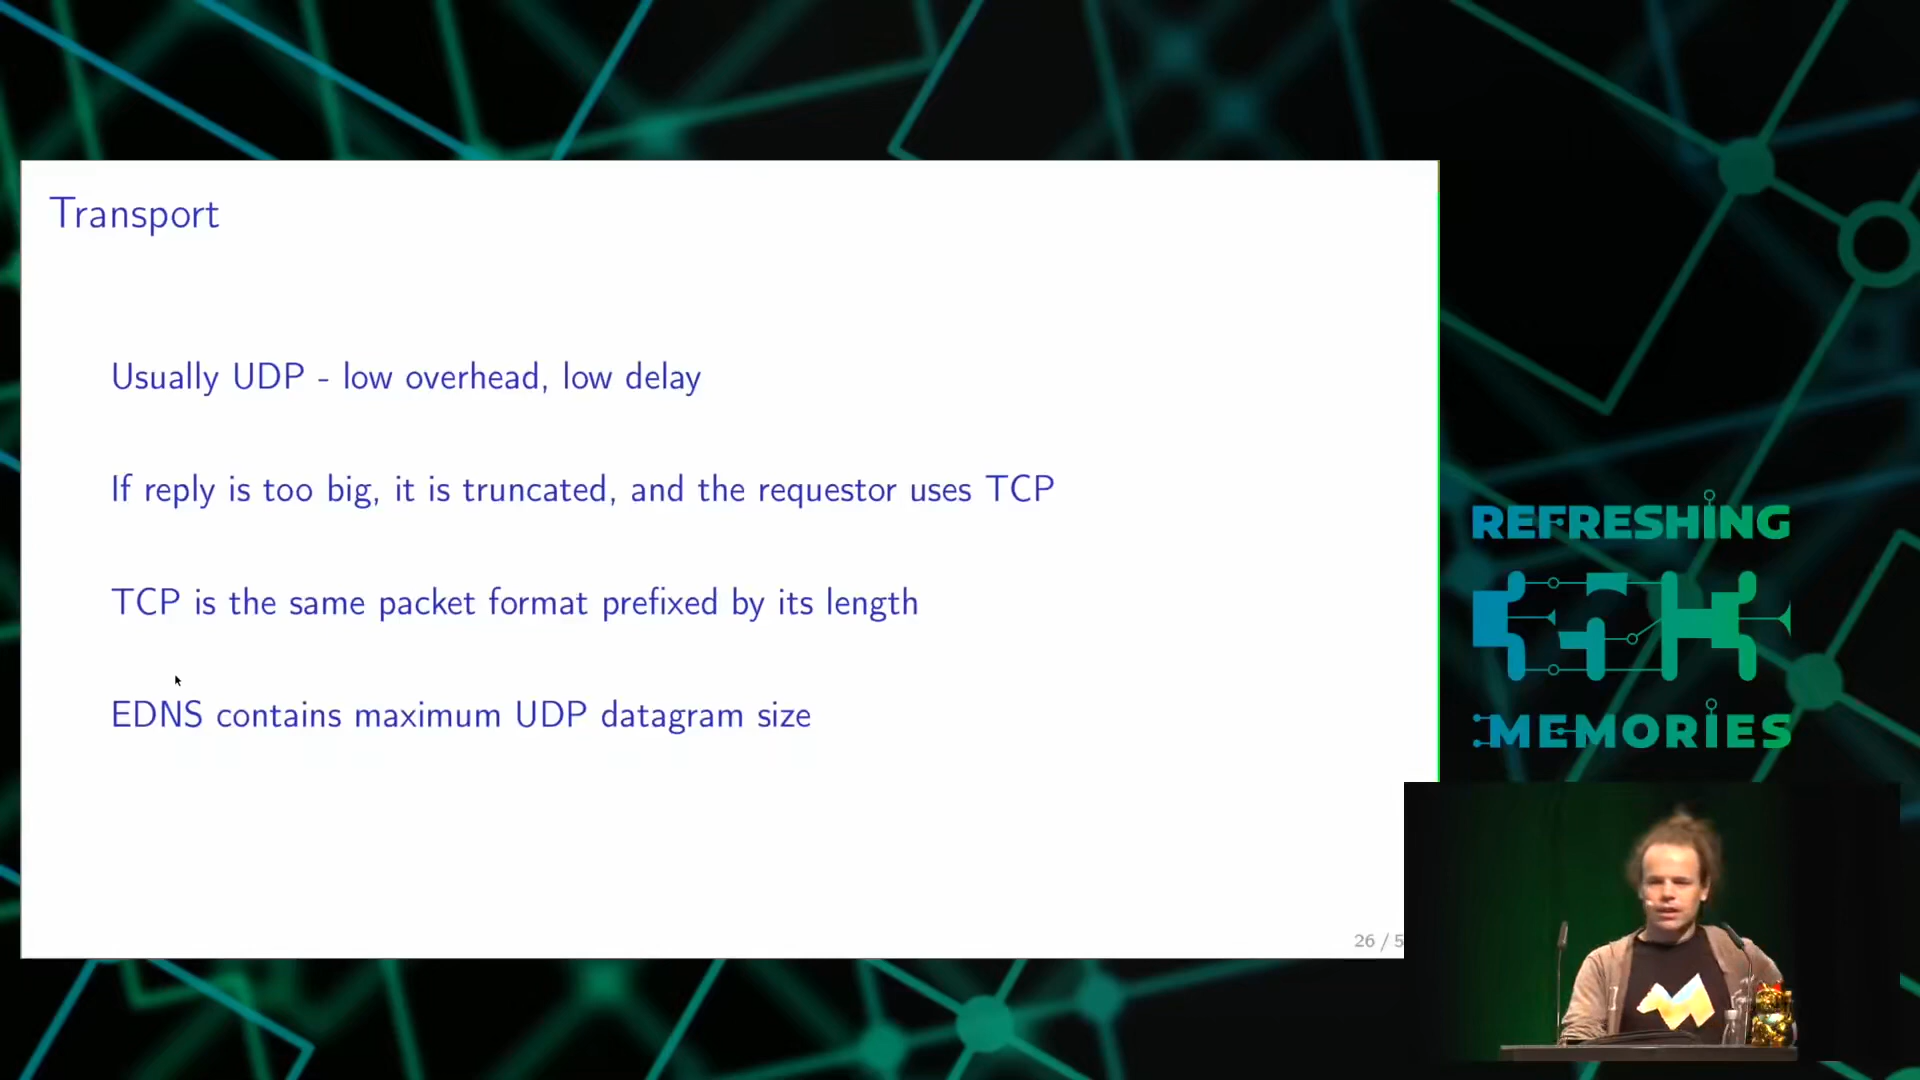 Transport
Usually UDP - low overhead, low delay
If reply is too big, it is truncated, and the requestor uses TCP
TCP is the same packet format prefixed by its length
EDNS contains maximum UDP datagram size
26 / 5
REFRESHING
MEMORIES